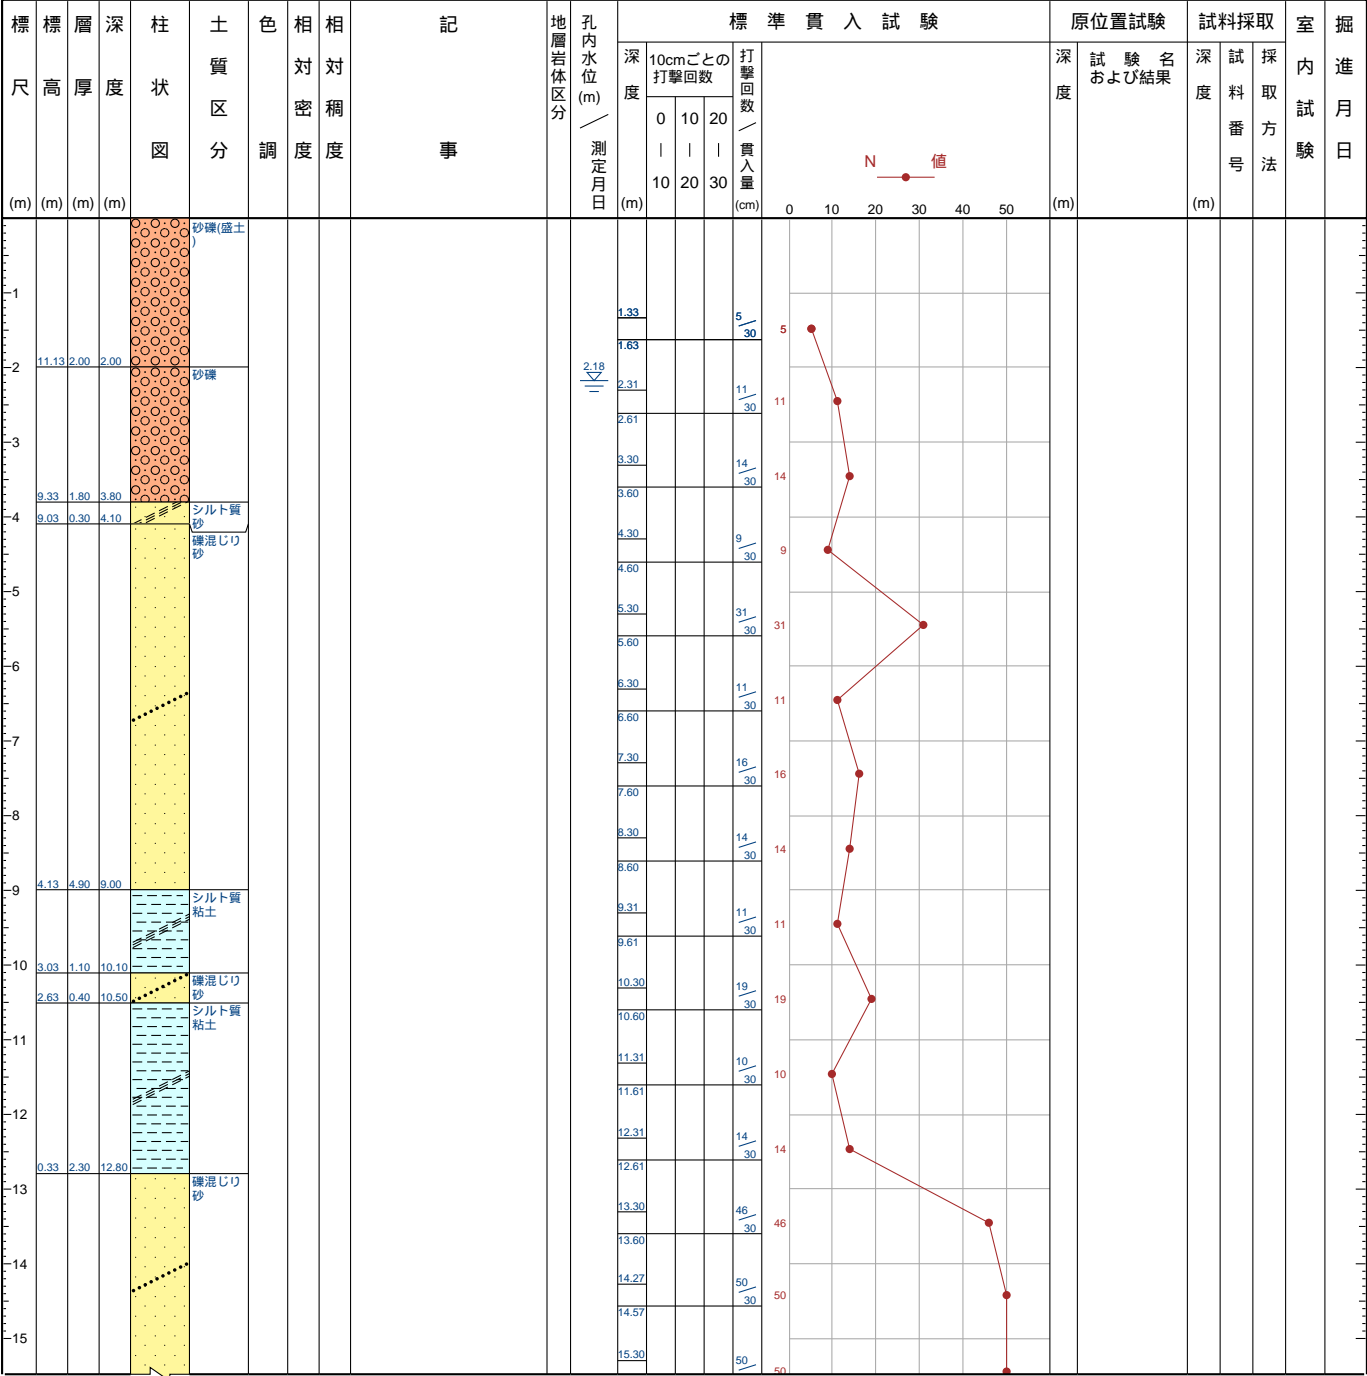 標尺(m)
標高(m)
層厚(m)
深度(m)
柱状図
土質区分
色調
相対密度
相対稠度
記事
地層岩体区分
孔内水位(m)／測定月日
標準貫入試験
深度(m)
10cmごとの
打撃回数
0 10 20
| | |
10 20 30
打撃回数／貫入量(cm)
N 値
0 10 20 30 40 50
原位置試験
深度(m)
試験名
および結果
試料採取
深度(m)
試料番号
採取方法
室内試験
掘進月日
砂礫(盛土
)
1
1.33 5/30 5
1.63
11.13 2.00 2.00
2
砂礫
2.18
2.31 11/30 11
2.61
3
3.30 14/30 14
3.60
9.33 1.80 3.80
シルト質
砂
4
9.03 0.30 4.10
礫混じり
砂
4.30 9/30 9
4.60
5
5.30 31/30 31
5.60
6
6.30 11/30 11
6.60
7
7.30 16/30 16
7.60
8
8.30 14/30 14
8.60
4.13 4.90 9.00
9
シルト質
粘土
9.31 11/30 11
9.61
10
3.03 1.10 10.10
礫混じり
砂
10.30 19/30 19
2.63 0.40 10.50
シルト質
粘土
10.60
11
11.31 10/30 10
11.61
12
12.31 14/30 14
12.61
0.33 2.30 12.80
13
礫混じり
砂
13.30 46/30 46
13.60
14
14.27 50/30 50
14.57
15
15.30 50 50